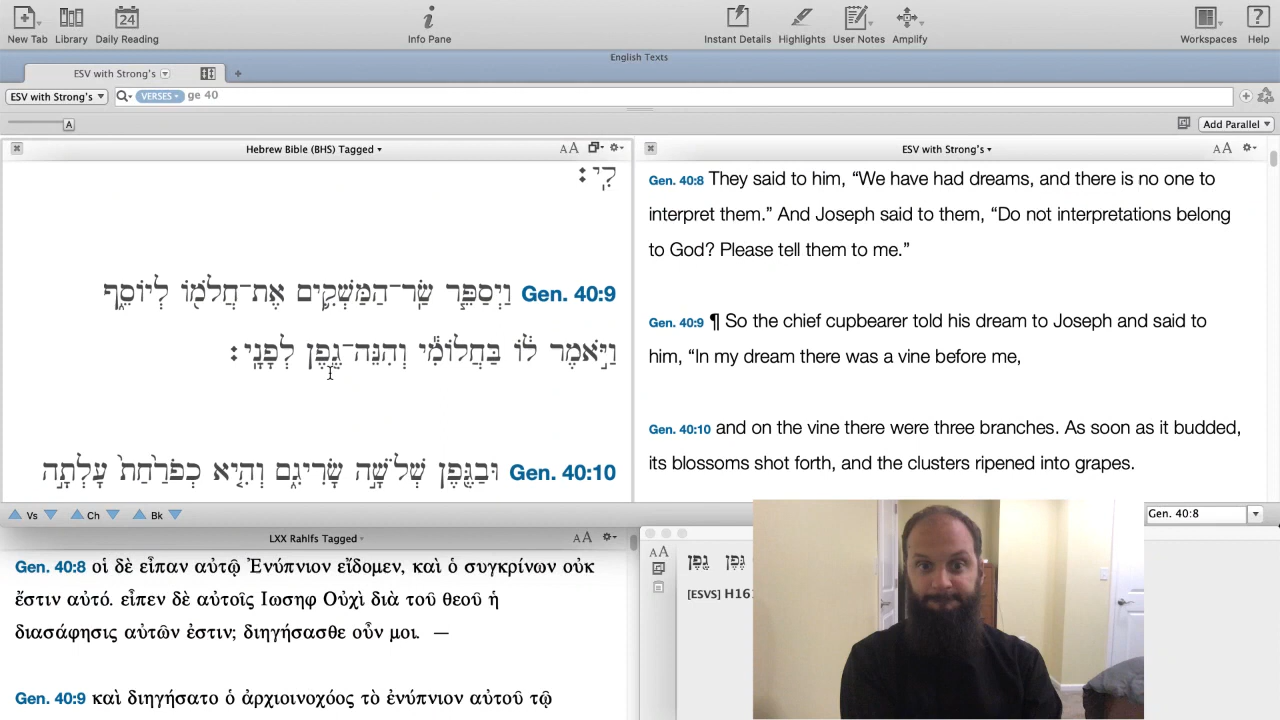 New Tab Library Daily Reading Info Pane Instant Details Highlights User Notes Amplify Workspaces Help
24
English Texts
ESV with Strong's
ESV with Strong's VERSES ge 40
A Add Parallel
Hebrew Bible (BHS) Tagged AA
קִֽי׃
Gen. 40:9 וַיְסַפֵּ֧ר שַֽׂר־הַמַּשְׁקִ֛ים אֶת־חֲלֹמ֖וֹ לְיוֹסֵ֑ף
וַיֹּ֣אמֶר ל֔וֹ בַּחֲלוֹמִ֕י וְהִנֵּה־גֶ֖פֶן לְפָנָֽי׃
Gen. 40:10 וּבַגֶּ֖פֶן שְׁלֹשָׁ֣ה שָׂרִיגִ֑ם וְהִ֤יא כְפֹרַ֙חַת֙ עָלְתָ֣ה
ESV with Strong's AA
Gen. 40:8 They said to him, “We have had dreams, and there is no one to
interpret them.” And Joseph said to them, “Do not interpretations belong
to God? Please tell them to me.”
Gen. 40:9 ¶ So the chief cupbearer told his dream to Joseph and said to
him, “In my dream there was a vine before me,
Gen. 40:10 and on the vine there were three branches. As soon as it budded,
its blossoms shot forth, and the clusters ripened into grapes.
Vs Ch Bk
Gen. 40:8
LXX Rahlfs Tagged AA
Gen. 40:8 οἱ δὲ εἶπαν αὐτῷ Ἐνύπνιον εἴδομεν, καὶ ὁ συγκρίνων οὐκ
ἔστιν αὐτό. εἶπεν δὲ αὐτοῖς Ιωσηφ Οὐχὶ διὰ τοῦ θεοῦ ἡ
διασάφησις αὐτῶν ἐστιν; διηγήσασθε οὖν μοι. —
Gen. 40:9 καὶ διηγήσατο ὁ ἀρχιοινοχόος τὸ ἐνύπνιον αὐτοῦ τῷ
AA גֶ֖פֶן גֶּפֶן
[ESVS]